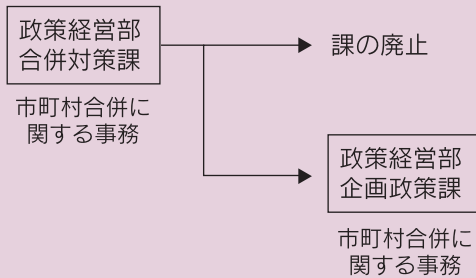 政策経営部
合併対策課
市町村合併に
関する事務
課の廃止
政策経営部
企画政策課
市町村合併に
関する事務